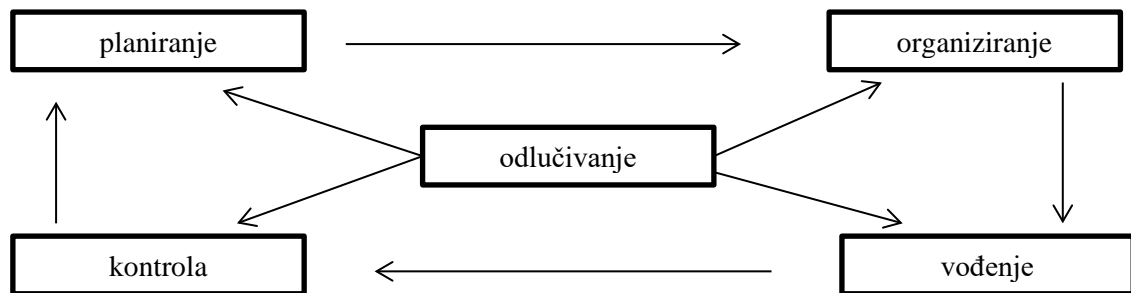 planiranje
organiziranje
odlučivanje
kontrola
vođenje